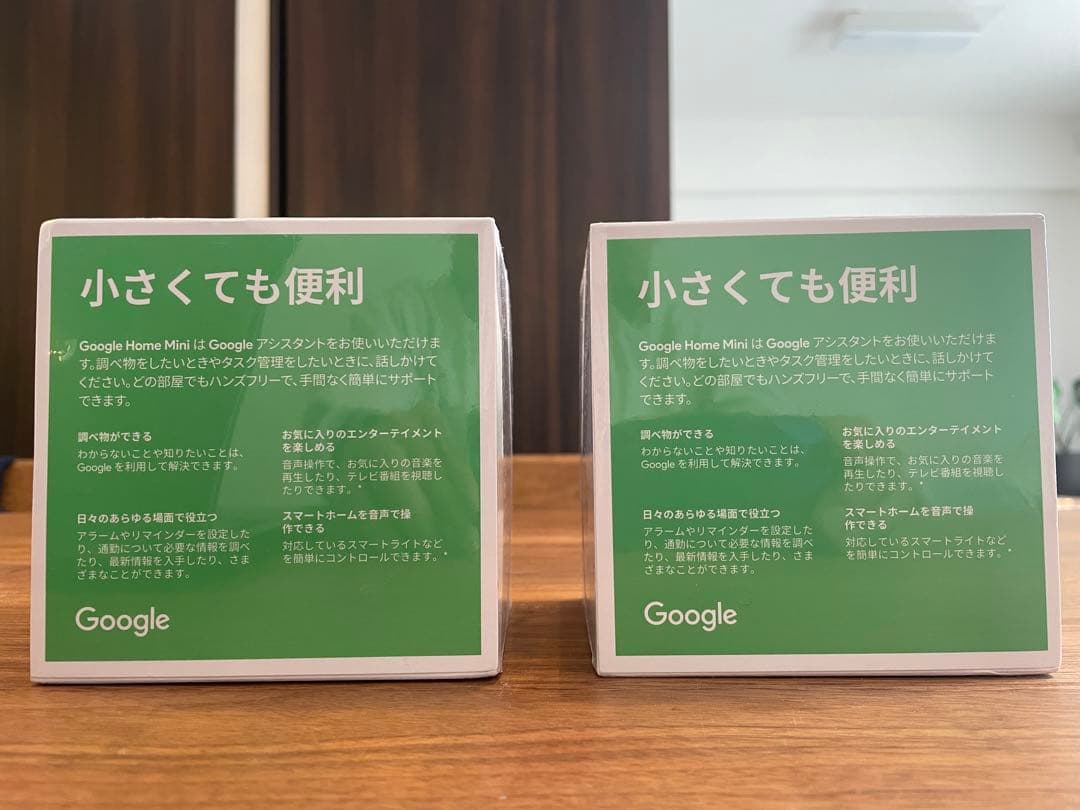 小さくても便利
Google Home Mini は Google アシスタントをお使いいただけま
す。調べ物をしたいときやタスク管理をしたいときに、話しかけて
ください。どの部屋でもハンズフリーで、手間なく簡単にサポート
できます。
調べ物ができる
わからないことや知りたいことは、
Google を利用して解決できます。
お気に入りのエンターテイメント
を楽しめる
音声操作で、お気に入りの音楽を
再生したり、テレビ番組を視聴し
たりできます。*
日々のあらゆる場面で役立つ
アラームやリマインダーを設定した
り、通勤について必要な情報を調べ
たり、最新情報を入手したり、さま
ざまなことができます。
スマートホームを音声で操
作できる
対応しているスマートライトなど
を簡単にコントロールできます。*
Google
小さくても便利
Google Home Mini は Google アシスタントをお使いいただけま
す。調べ物をしたいときやタスク管理をしたいときに、話しかけて
ください。どの部屋でもハンズフリーで、手間なく簡単にサポート
できます。
調べ物ができる
わからないことや知りたいことは、
Google を利用して解決できます。
お気に入りのエンターテイメント
を楽しめる
音声操作で、お気に入りの音楽を
再生したり、テレビ番組を視聴し
たりできます。*
日々のあらゆる場面で役立つ
アラームやリマインダーを設定した
り、通勤について必要な情報を調べ
たり、最新情報を入手したり、さま
ざまなことができます。
スマートホームを音声で操
作できる
対応しているスマートライトなど
を簡単にコントロールできます。*
Google